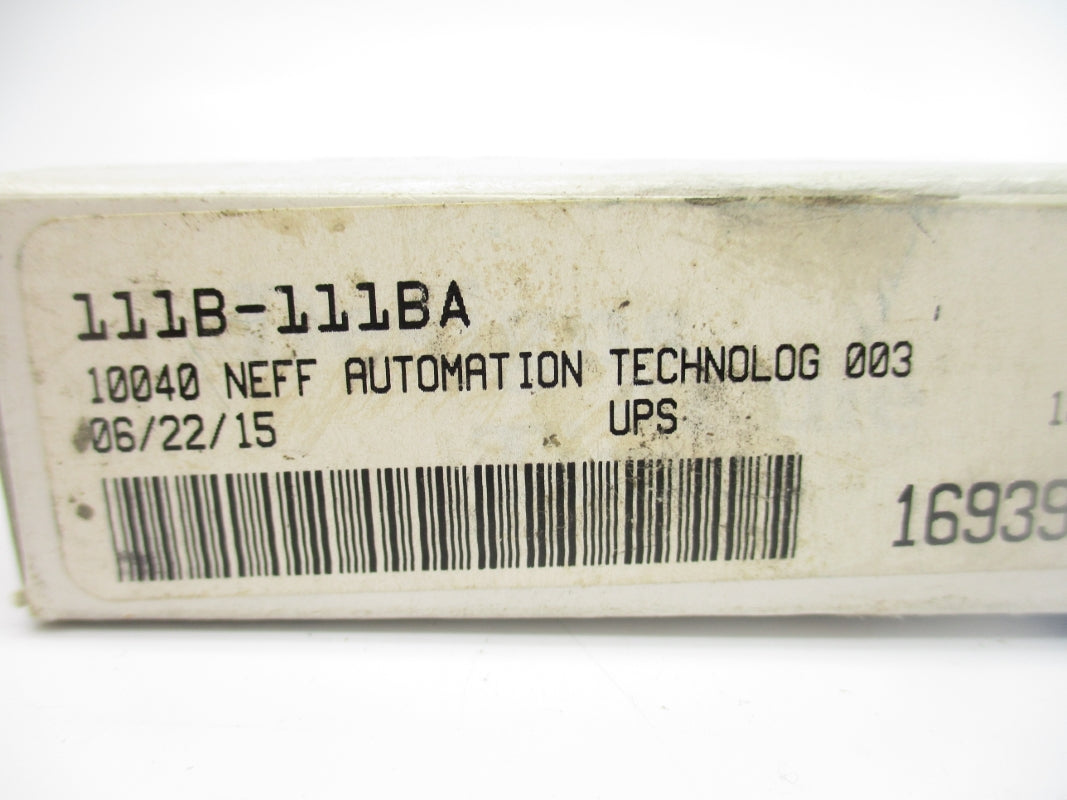 111B-111BA
10040 NEFF AUTOMATION TECHNOLOG 003
06/22/15 UPS
16939